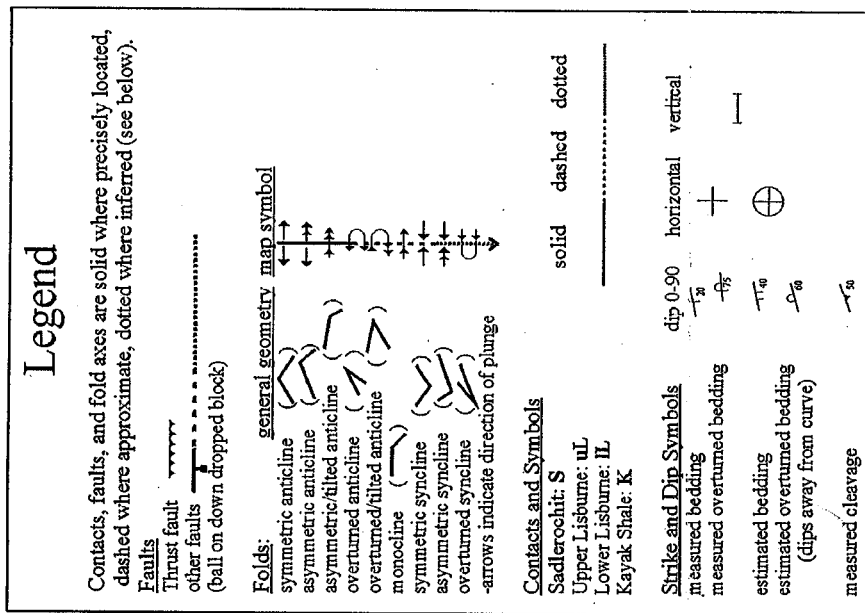 Legend
Contacts, faults, and fold axes are solid where precisely located,
dashed where approximate, dotted where inferred (see below).
Faults
Thrust fault
other faults
(ball on down dropped block)
Folds: general geometry map symbol
symmetric anticline
asymmetric anticline
asymmetric/tilted anticline
overturned anticline
overturned/tilted anticline
monocline
symmetric syncline
asymmetric syncline
overturned syncline
-arrows indicate direction of plunge
Contacts and Symbols solid dashed dotted
Sadlerochit: S
Upper Lisburne: uL
Lower Lisburne: lL
Kayak Shale: K
Strike and Dip Symbols dip 0-90 horizontal vertical
measured bedding 20
measured overturned bedding 75
estimated bedding 40
estimated overturned bedding 60
(dips away from curve)
measured cleavage 50